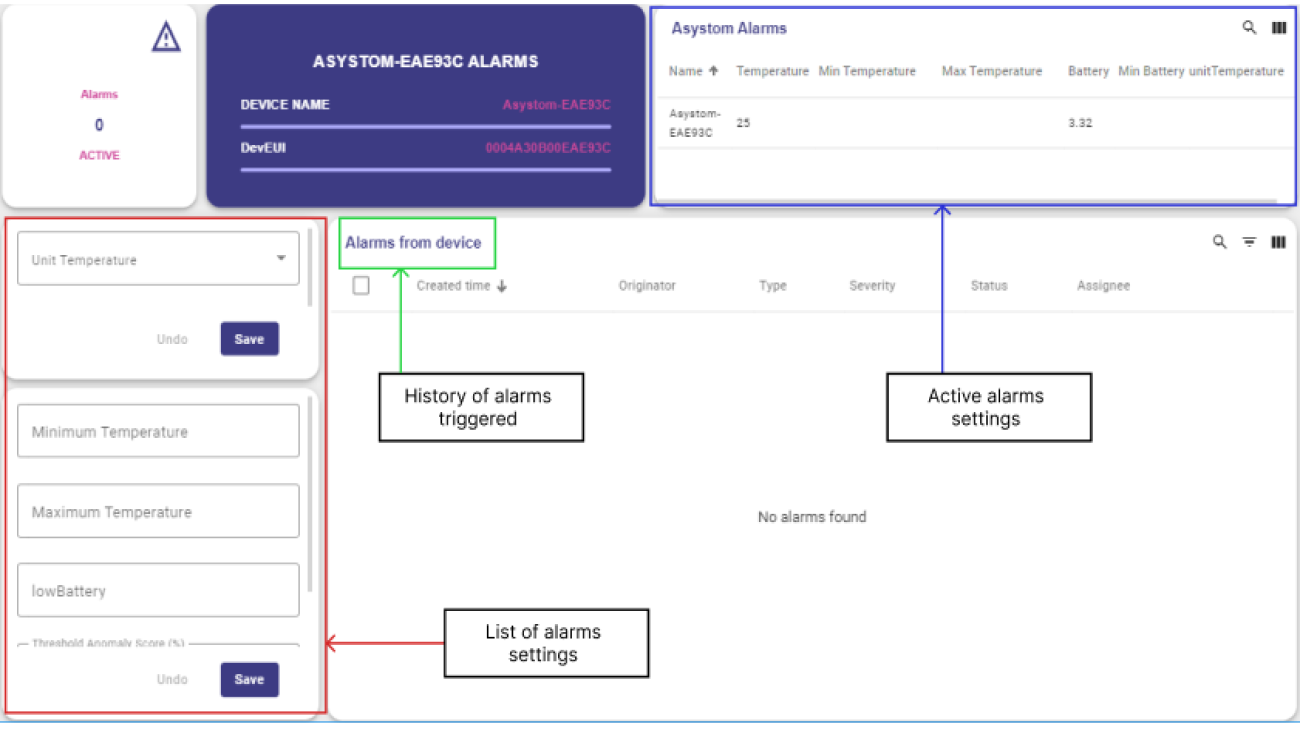 Alarms
0
ACTIVE
ASYSTOM-EAE93C ALARMS
DEVICE NAME Asystom-EAE93C
DevEUI 0004A30B00EAE93C
Asystom Alarms
Name Temperature Min Temperature Max Temperature Battery Min Battery unitTemperature
Asystom-
EAE93C
25 3.32
Unit Temperature
Undo Save
Minimum Temperature
Maximum Temperature
lowBattery
Threshold Anomaly Score (%)
Undo Save
Alarms from device
Created time Originator Type Severity Status Assignee
History of alarms
triggered
Active alarms
settings
No alarms found
List of alarms
settings